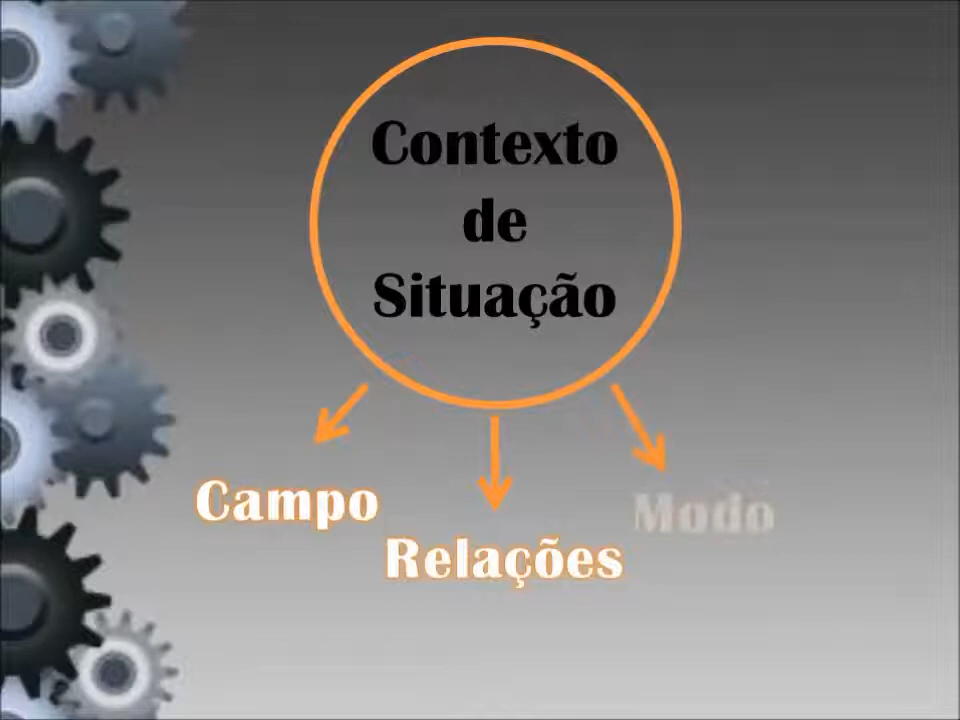 Contexto
de
Situação
Campo
Relações
Modo